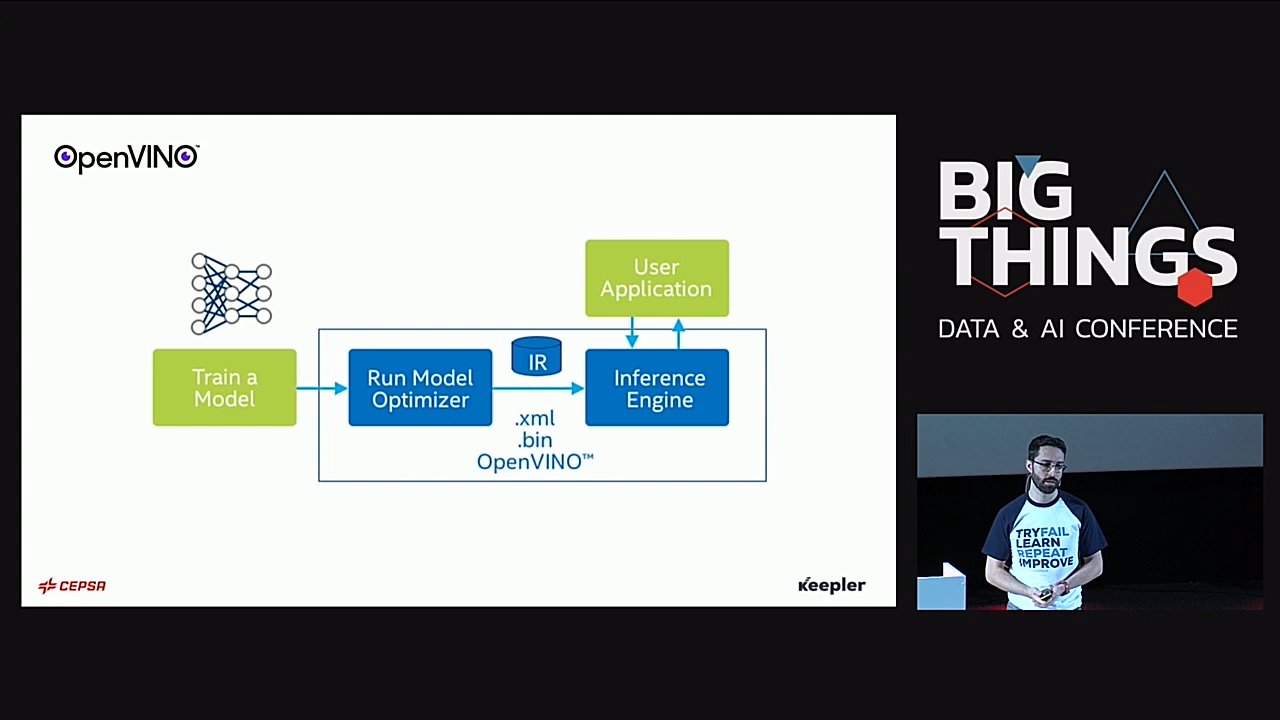 OpenVINO™
User
Application
Train a
Model
Run Model
Optimizer
IR
Inference
Engine
.xml
.bin
OpenVINO™
CEPSA
Keepler
BIG
THINGS
DATA & AI CONFERENCE
TRYFAIL
LEARN
REPEAT
IMPROVE